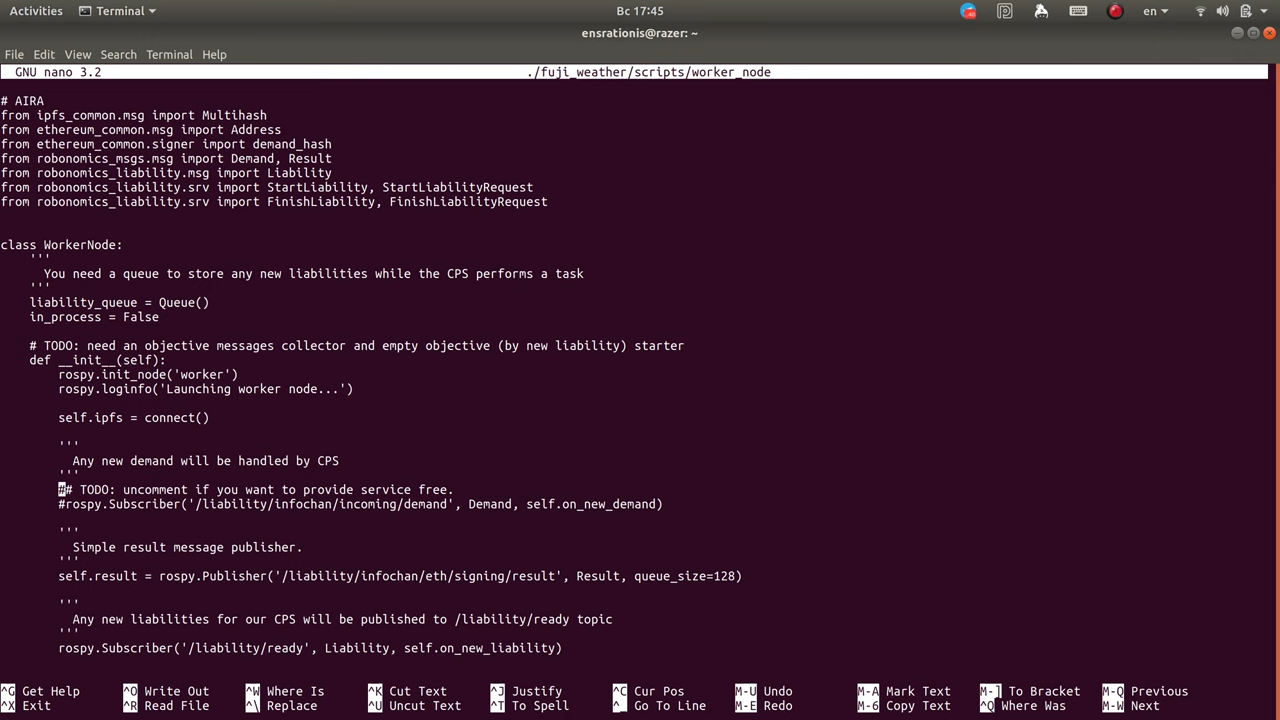 Activities Terminal Вс 17:45 en
ensrationis@razer: ~
File Edit View Search Terminal Help
GNU nano 3.2 ./fuji_weather/scripts/worker_node
# AIRA
from ipfs_common.msg import Multihash
from ethereum_common.msg import Address
from ethereum_common.signer import demand_hash
from robonomics_msgs.msg import Demand, Result
from robonomics_liability.msg import Liability
from robonomics_liability.srv import StartLiability, StartLiabilityRequest
from robonomics_liability.srv import FinishLiability, FinishLiabilityRequest
class WorkerNode:
'''
You need a queue to store any new liabilities while the CPS performs a task
'''
liability_queue = Queue()
in_process = False
# TODO: need an objective messages collector and empty objective (by new liability) starter
def __init__(self):
rospy.init_node('worker')
rospy.loginfo('Launching worker node...')
self.ipfs = connect()
'''
Any new demand will be handled by CPS
'''
## TODO: uncomment if you want to provide service free.
#rospy.Subscriber('/liability/infochan/incoming/demand', Demand, self.on_new_demand)
'''
Simple result message publisher.
'''
self.result = rospy.Publisher('/liability/infochan/eth/signing/result', Result, queue_size=128)
'''
Any new liabilities for our CPS will be published to /liability/ready topic
'''
rospy.Subscriber('/liability/ready', Liability, self.on_new_liability)
^G Get Help ^O Write Out ^W Where Is ^K Cut Text ^J Justify ^C Cur Pos M-U Undo M-A Mark Text M-] To Bracket M-Q Previous
^X Exit ^R Read File ^\ Replace ^U Uncut Text ^T To Spell ^_ Go To Line M-E Redo M-6 Copy Text ^Q Where Was M-W Next